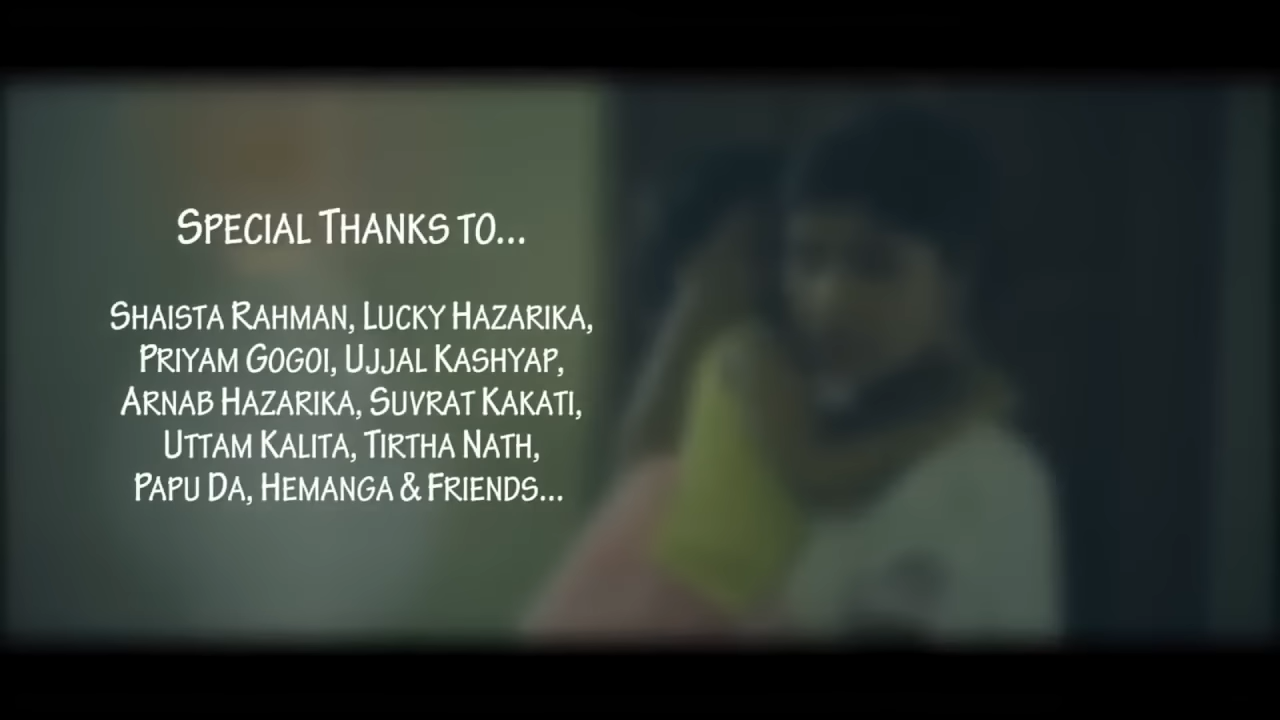 Special Thanks to...
Shaista Rahman, Lucky Hazarika,
Priyam Gogoi, Ujjal Kashyap,
Arnab Hazarika, Suvrat Kakati,
Uttam Kalita, Tirtha Nath,
Papu Da, Hemanga & Friends...